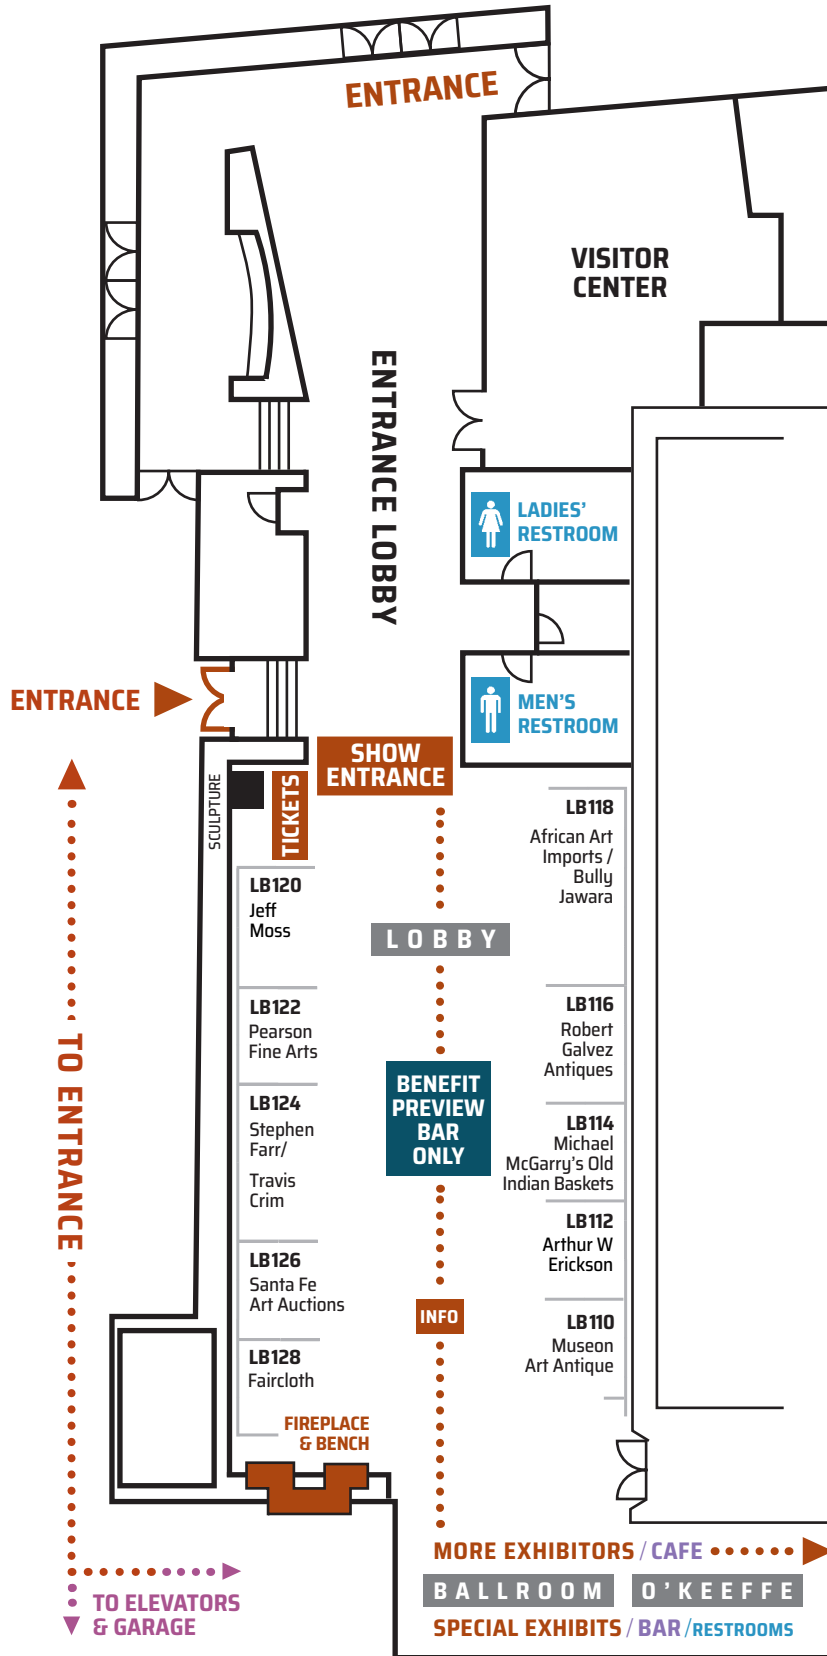 ENTRANCE
VISITOR
CENTER
ENTRANCE LOBBY
LADIES'
RESTROOM
MEN'S
RESTROOM
ENTRANCE
SHOW
ENTRANCE
SCULPTURE
TICKETS
LB118
African Art
Imports /
Bully
Jawara
LB120
Jeff
Moss
LOBBY
LB122
Pearson
Fine Arts
LB116
Robert
Galvez
Antiques
TO ENTRANCE
BENEFIT
PREVIEW
BAR
ONLY
LB124
Stephen
Farr/
Travis
Crim
LB114
Michael
McGarry's Old
Indian Baskets
LB112
Arthur W
Erickson
LB126
Santa Fe
Art Auctions
INFO
LB110
Museon
Art Antique
LB128
Faircloth
FIREPLACE
& BENCH
MORE EXHIBITORS / CAFE
BALLROOM O'KEEFFE
SPECIAL EXHIBITS / BAR / RESTROOMS
TO ELEVATORS
& GARAGE